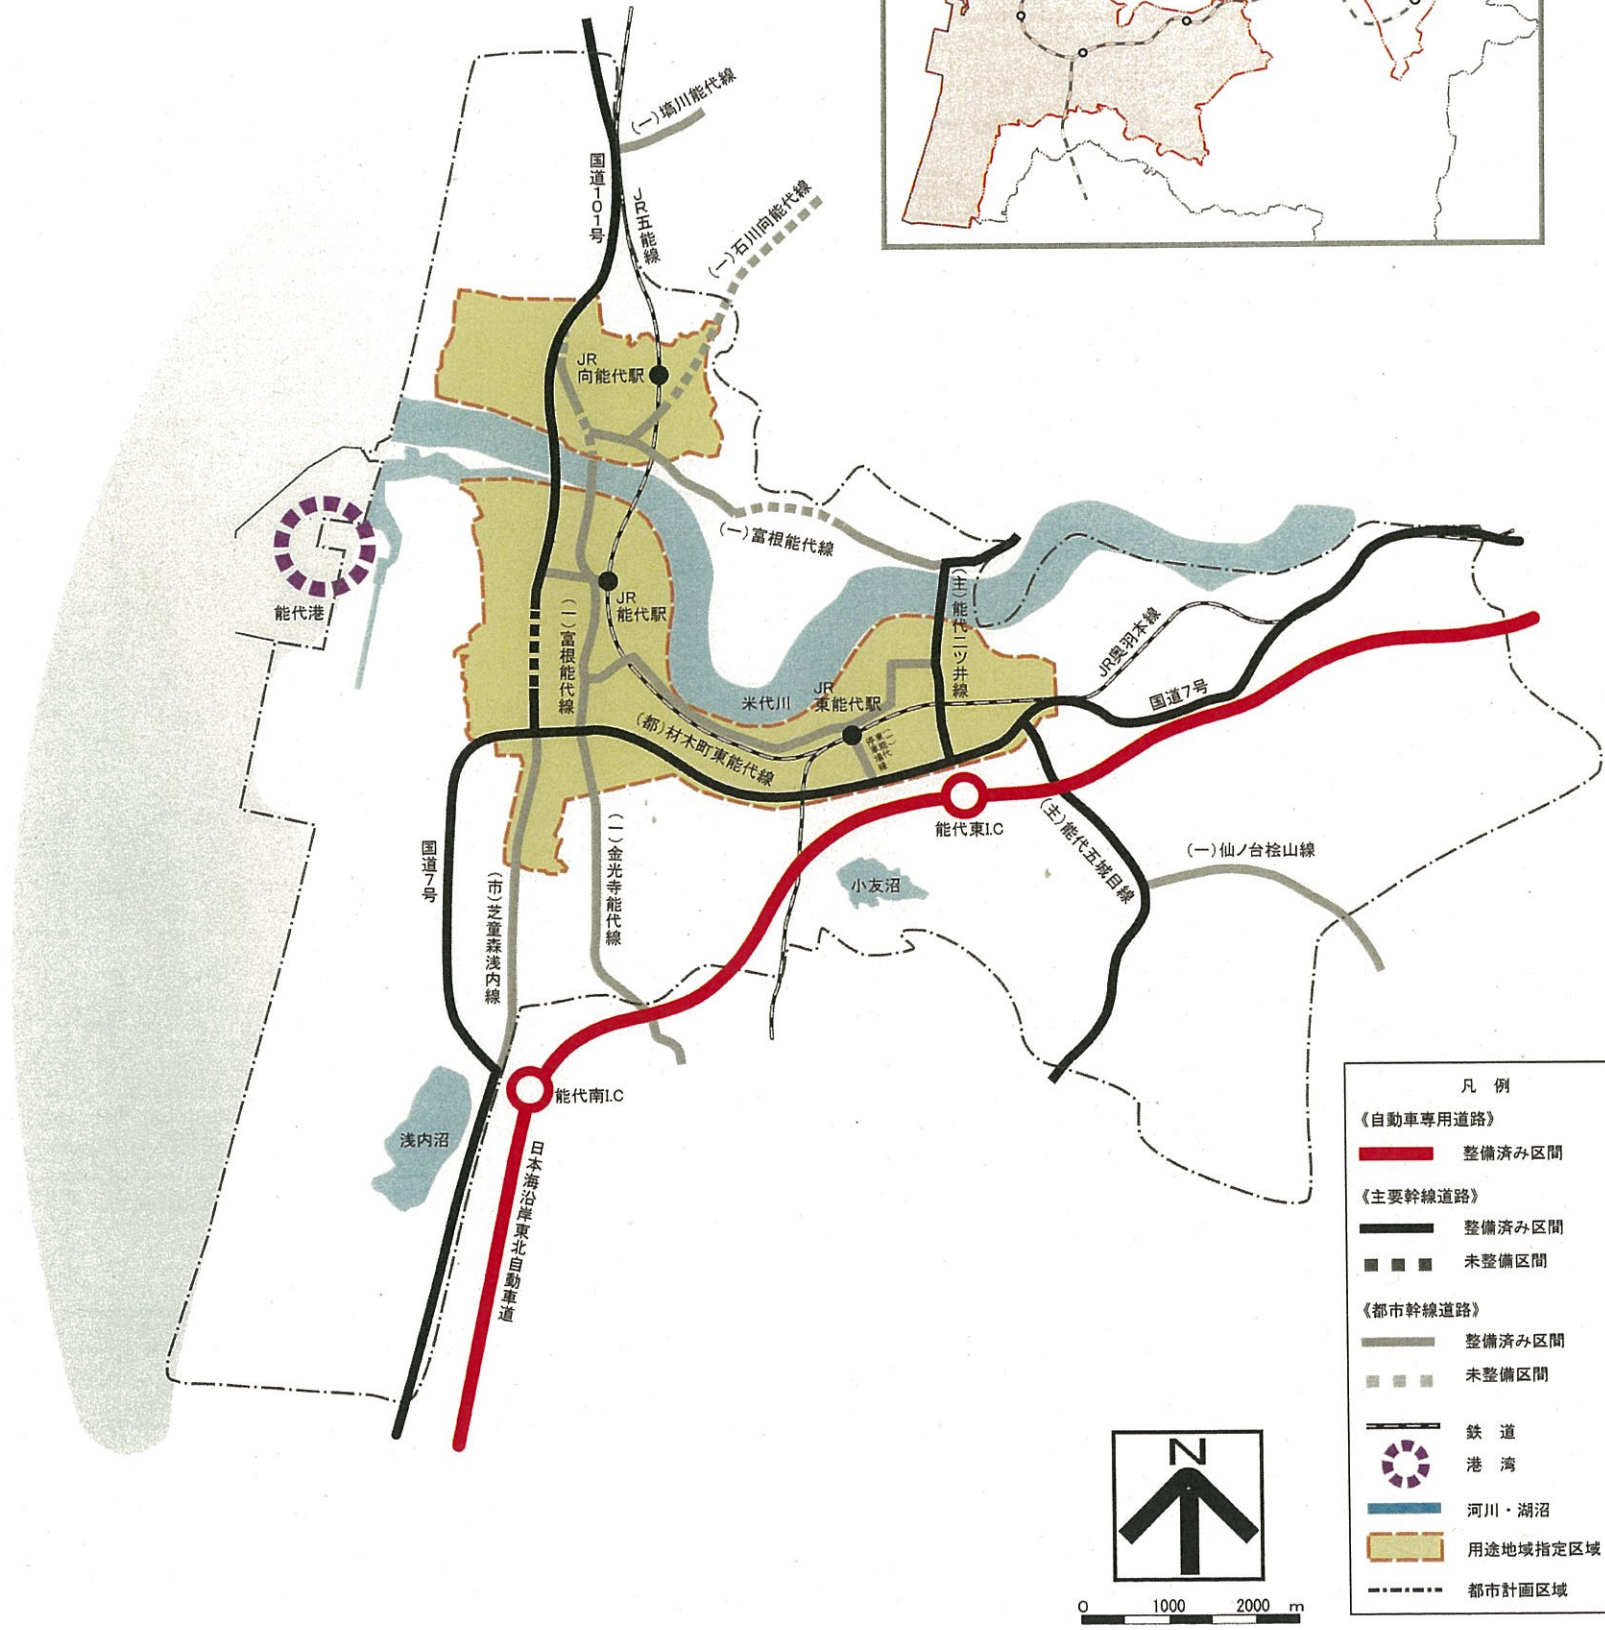 (一)塙川能代線
国道101号
JR五能線
(一)石川向能代線
JR
向能代駅
(一)富根能代線
能代港
JR
能代駅
(一)富根能代線
(主)能代二ツ井線
JR奥羽本線
国道7号
米代川
JR
東能代駅
(都)材木町東能代線
能代東I.C
(主)能代五城目線
(一)仙ノ台桧山線
小友沼
国道7号
(市)芝童森浅内線
(一)金光寺能代線
能代南I.C
浅内沼
日本海沿岸東北自動車道
凡 例
《自動車専用道路》
整備済み区間
《主要幹線道路》
整備済み区間
未整備区間
《都市幹線道路》
整備済み区間
未整備区間
鉄 道
港 湾
河川・湖沼
用途地域指定区域
都市計画区域
N
0 1000 2000 m